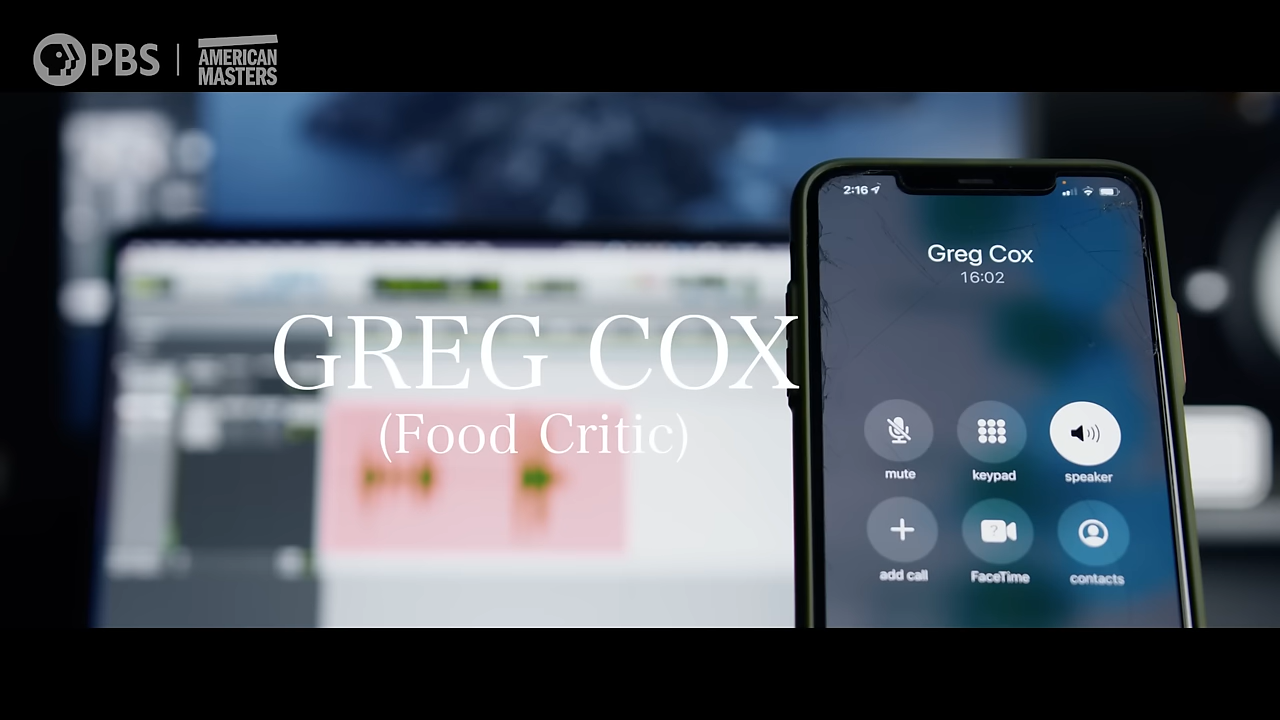 PBS | AMERICAN MASTERS
2:16
Greg Cox
16:02
GREG COX
(Food Critic)
mute
keypad
speaker
add call
FaceTime
contacts